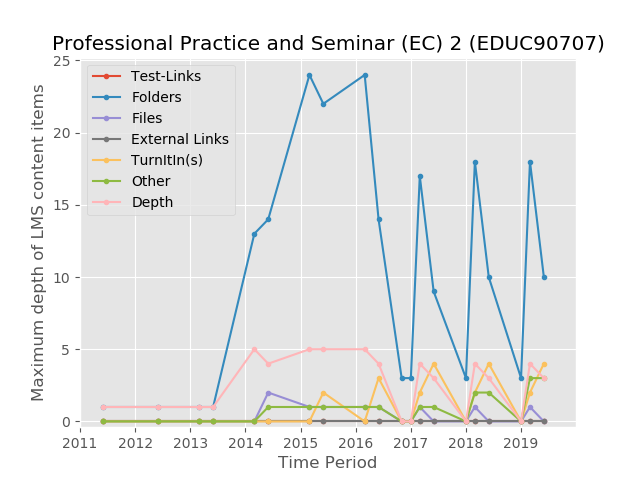 Professional Practice and Seminar (EC) 2 (EDUC90707)
25
20
15
10
5
0
Maximum depth of LMS content items
Test-Links
Folders
Files
External Links
TurnItIn(s)
Other
Depth
2011 2012 2013 2014 2015 2016 2017 2018 2019
Time Period